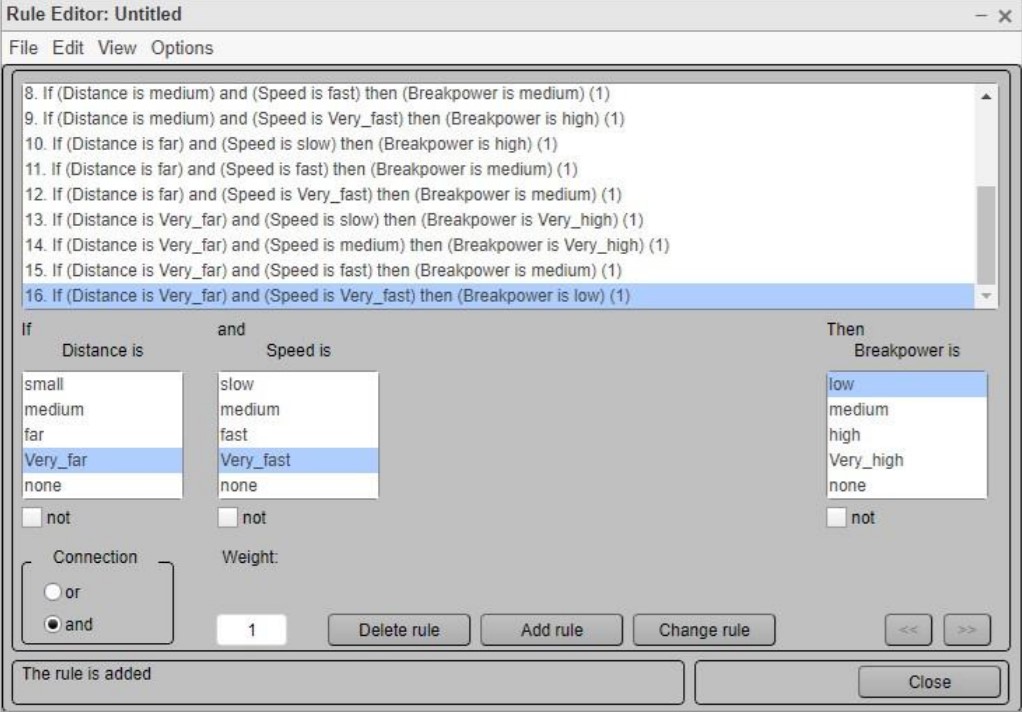 Rule Editor: Untitled
File Edit View Options
8. If (Distance is medium) and (Speed is fast) then (Breakpower is medium) (1)
9. If (Distance is medium) and (Speed is Very_fast) then (Breakpower is high) (1)
10. If (Distance is far) and (Speed is slow) then (Breakpower is high) (1)
11. If (Distance is far) and (Speed is fast) then (Breakpower is medium) (1)
12. If (Distance is far) and (Speed is Very_fast) then (Breakpower is medium) (1)
13. If (Distance is Very_far) and (Speed is slow) then (Breakpower is Very_high) (1)
14. If (Distance is Very_far) and (Speed is medium) then (Breakpower is Very_high) (1)
15. If (Distance is Very_far) and (Speed is fast) then (Breakpower is medium) (1)
16. If (Distance is Very_far) and (Speed is Very_fast) then (Breakpower is low) (1)
If
Distance is
small
medium
far
Very_far
none
not
and
Speed is
slow
medium
fast
Very_fast
none
not
Then
Breakpower is
low
medium
high
Very_high
none
not
Connection
or
and
Weight:
1
Delete rule
Add rule
Change rule
<<
>>
The rule is added
Close